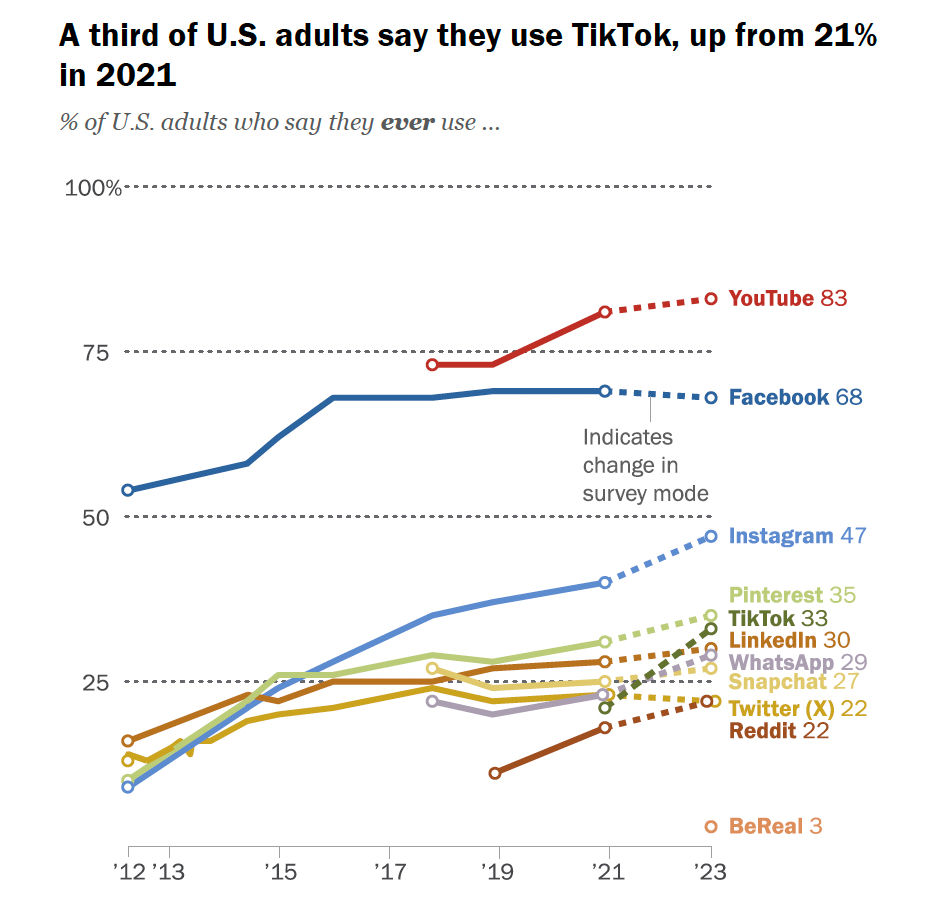 A third of U.S. adults say they use TikTok, up from 21%
in 2021
% of U.S. adults who say they ever use ...
100%
YouTube 83
75
Facebook 68
Indicates
change in
survey mode
50
Instagram 47
Pinterest 35
TikTok 33
LinkedIn 30
WhatsApp 29
25
Snapchat 27
Twitter (X) 22
Reddit 22
BeReal 3
’12 ’13 ’15 ’17 ’19 ’21 ’23